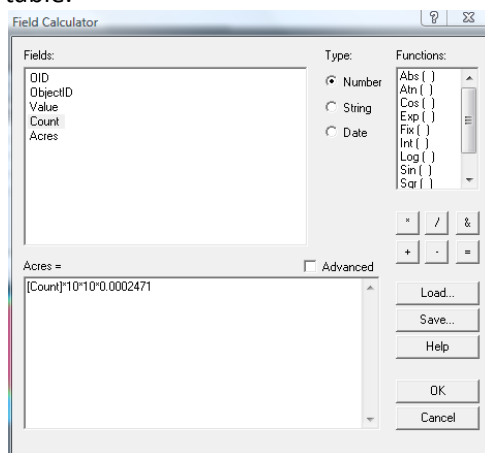 table.
Field Calculator
Fields:
OID
ObjectID
Value
Count
Acres
Type:
Number
String
Date
Functions:
Abs ( )
Atn ( )
Cos ( )
Exp ( )
Fix ( )
Int ( )
Log ( )
Sin ( )
Sqr ( )
* / &
+ - =
Acres =
Advanced
[Count]*10*10*0.0002471
Load...
Save...
Help
OK
Cancel